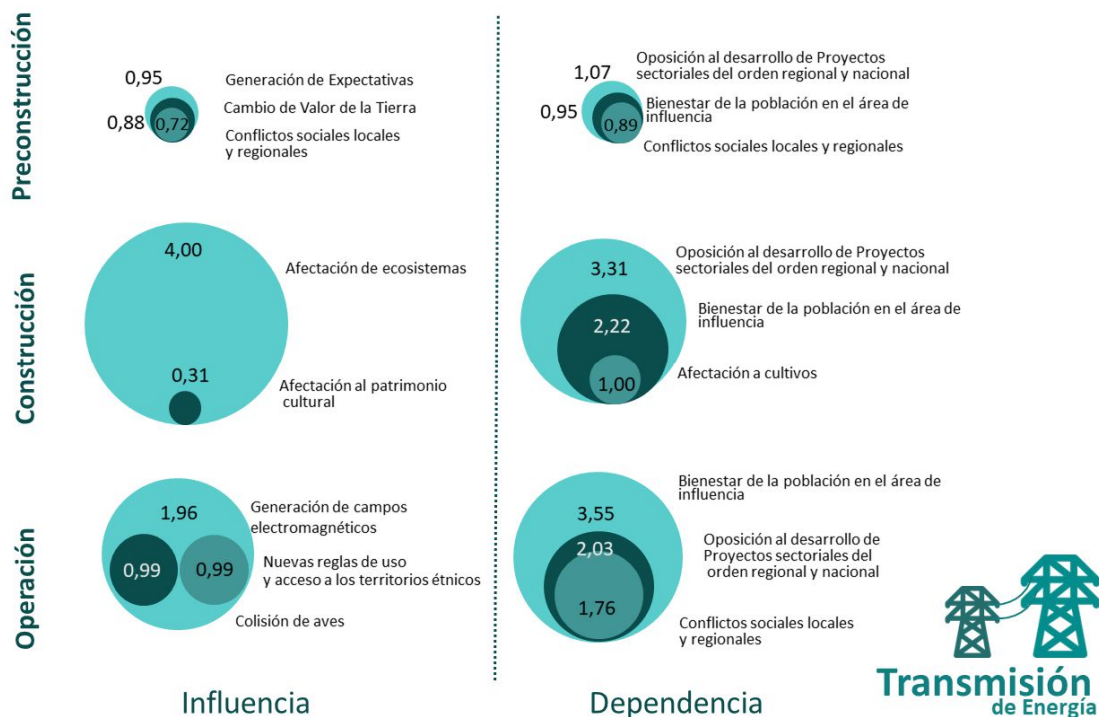 Preconstrucción
0,95
0,88
0,72
Generación de Expectativas
Cambio de Valor de la Tierra
Conflictos sociales locales
y regionales
1,07
0,95
0,89
Oposición al desarrollo de Proyectos
sectoriales del orden regional y nacional
Bienestar de la población en el área de
influencia
Conflictos sociales locales y regionales
Construcción
4,00
0,31
Afectación de ecosistemas
Afectación al patrimonio
cultural
3,31
2,22
1,00
Oposición al desarrollo de Proyectos
sectoriales del orden regional y nacional
Bienestar de la población en el área de
influencia
Afectación a cultivos
Operación
1,96
0,99
0,99
Generación de campos
electromagnéticos
Nuevas reglas de uso
y acceso a los territorios étnicos
Colisión de aves
3,55
2,03
1,76
Bienestar de la población en el área de
influencia
Oposición al desarrollo de
Proyectos sectoriales del
orden regional y nacional
Conflictos sociales locales
y regionales
Influencia
Dependencia
Transmisión
de Energía